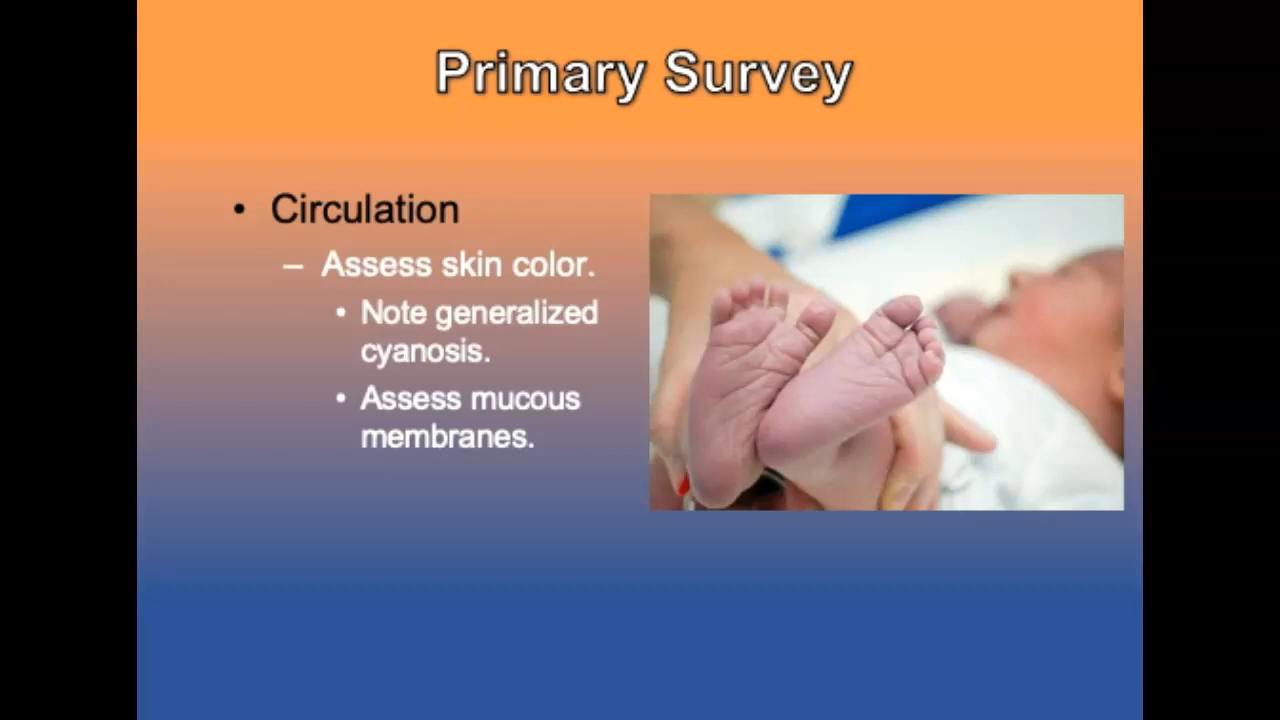 Primary Survey
• Circulation
– Assess skin color.
• Note generalized
cyanosis.
• Assess mucous
membranes.